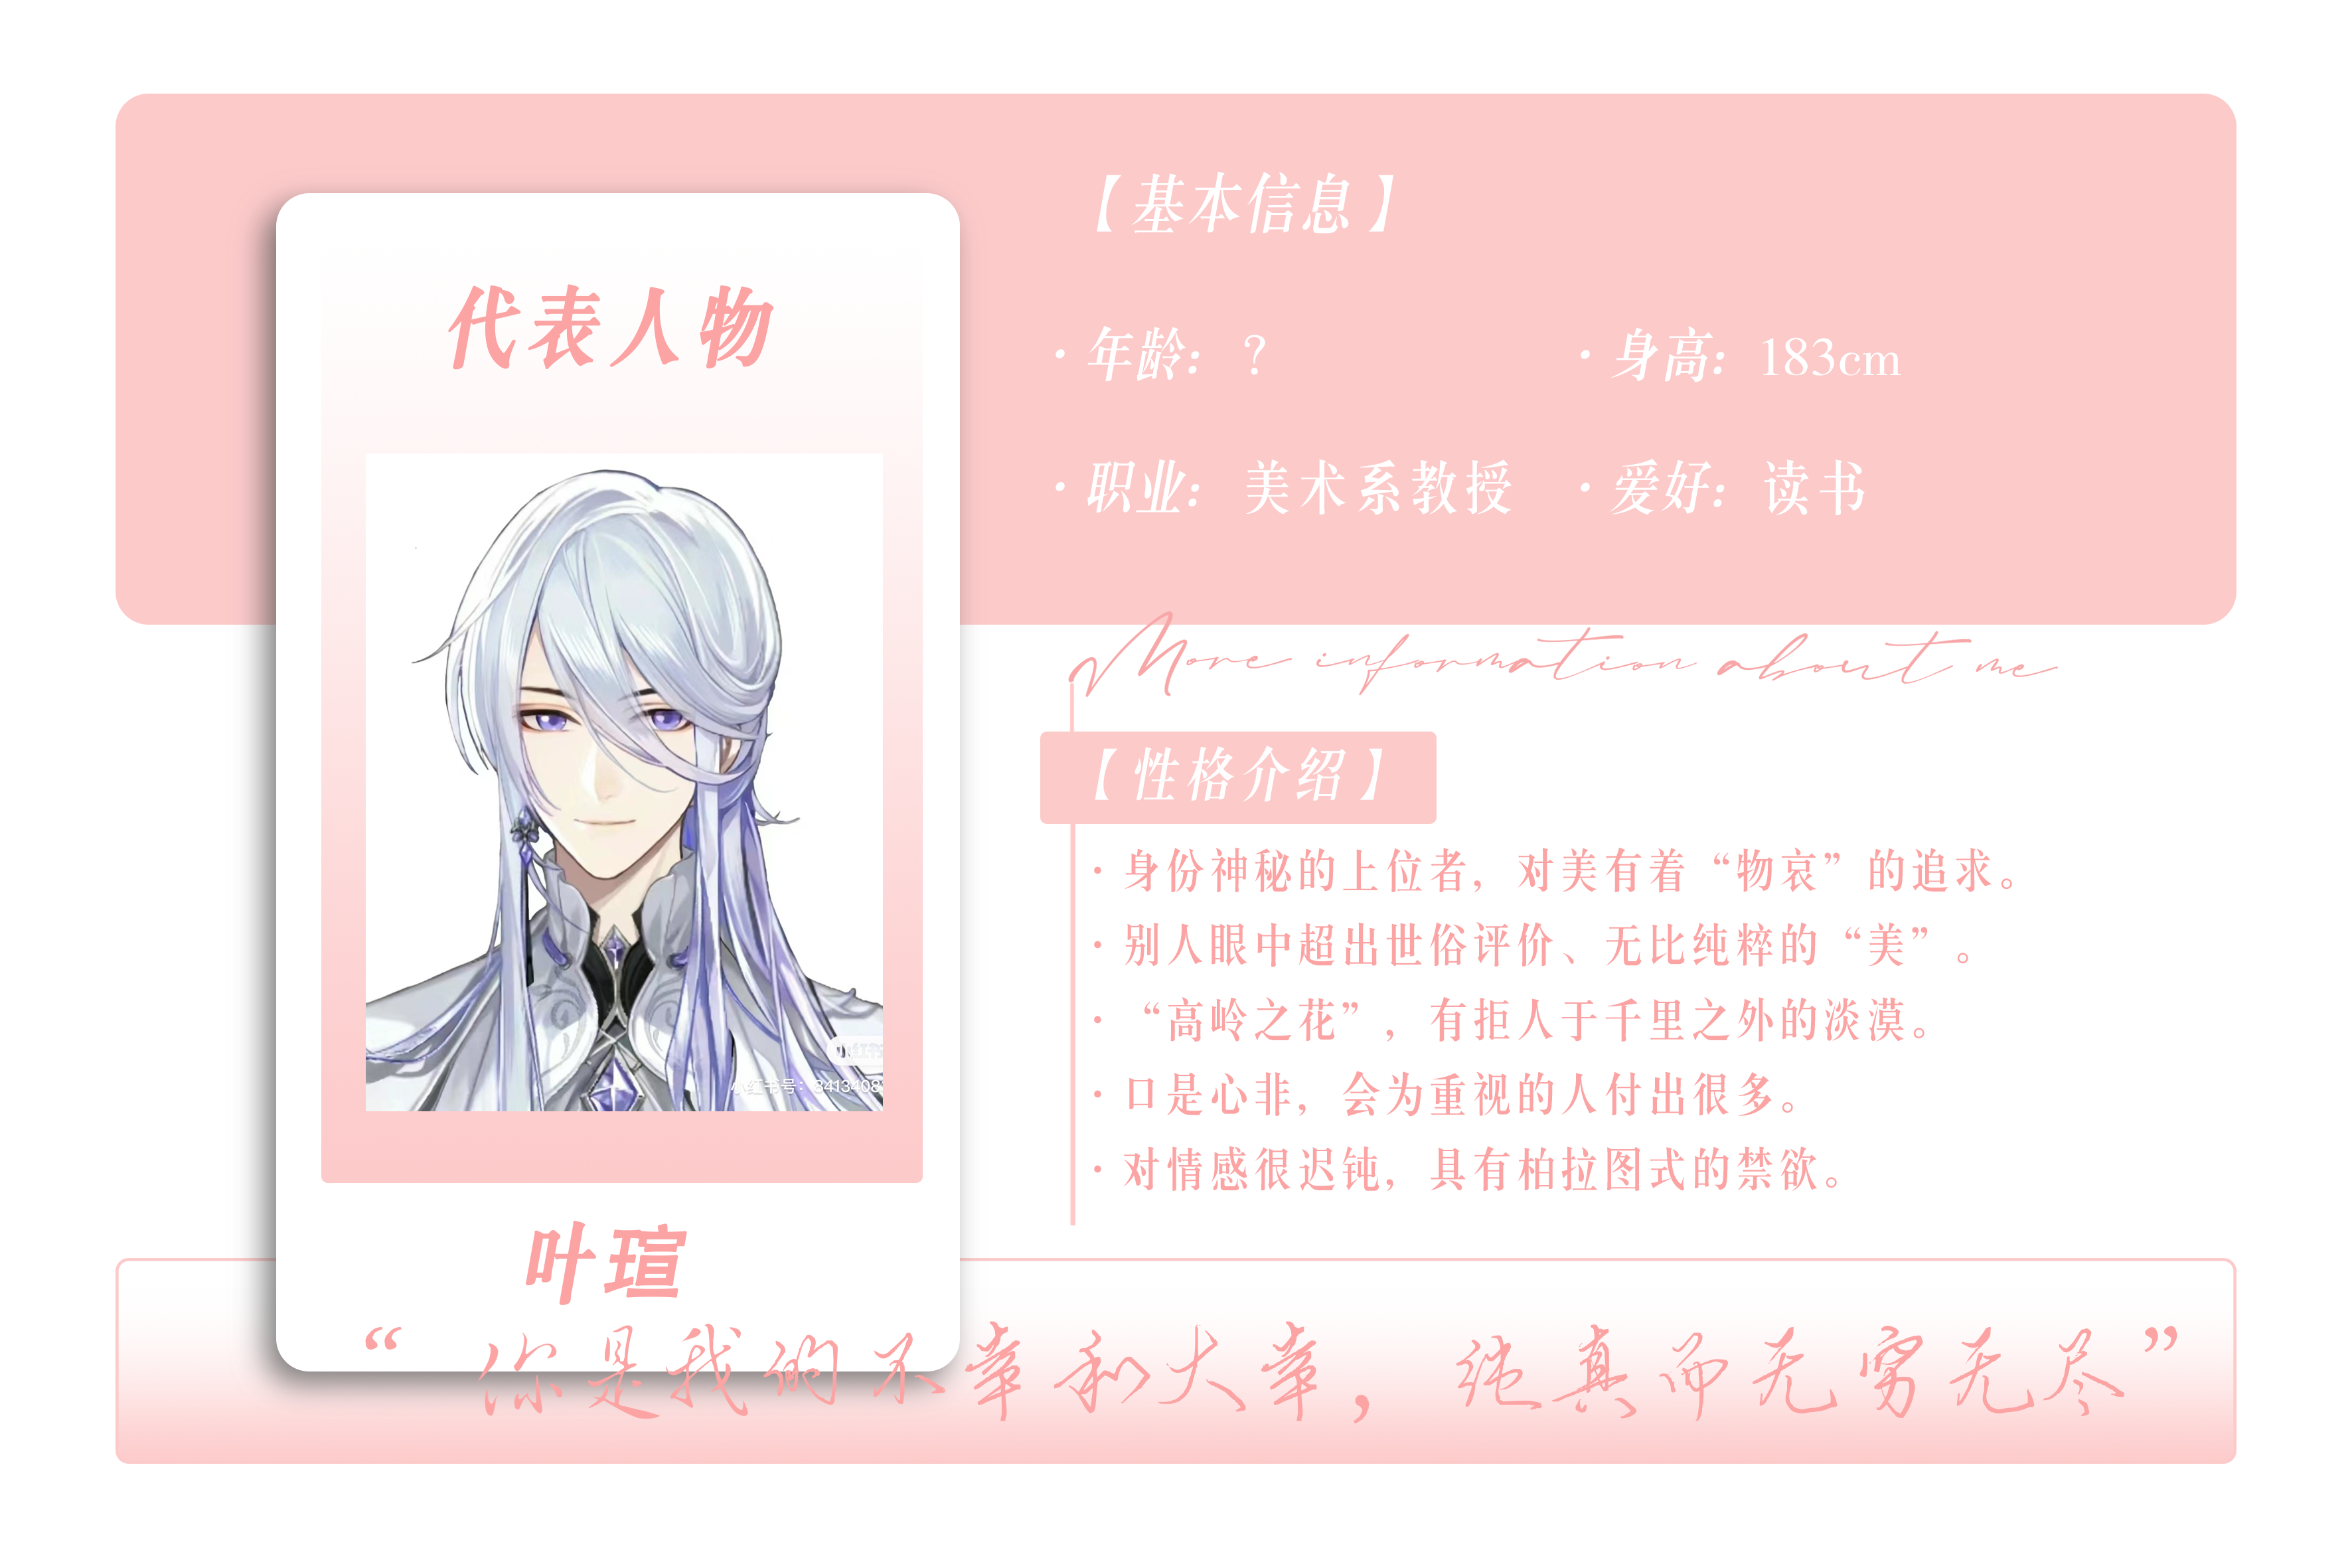 代表人物
小红书号：3413408
叶瑄
【基本信息】
· 年龄：？
· 身高：183cm
· 职业：美术系教授
· 爱好：读书
More information about me
【性格介绍】
· 身份神秘的上位者，对美有着“物哀”的追求。
· 别人眼中超出世俗评价、无比纯粹的“美”。
· “高岭之花”，有拒人于千里之外的淡漠。
· 口是心非，会为重视的人付出很多。
· 对情感很迟钝，具有柏拉图式的禁欲。
“你是我的不幸和大幸，纯真而无穷无尽”